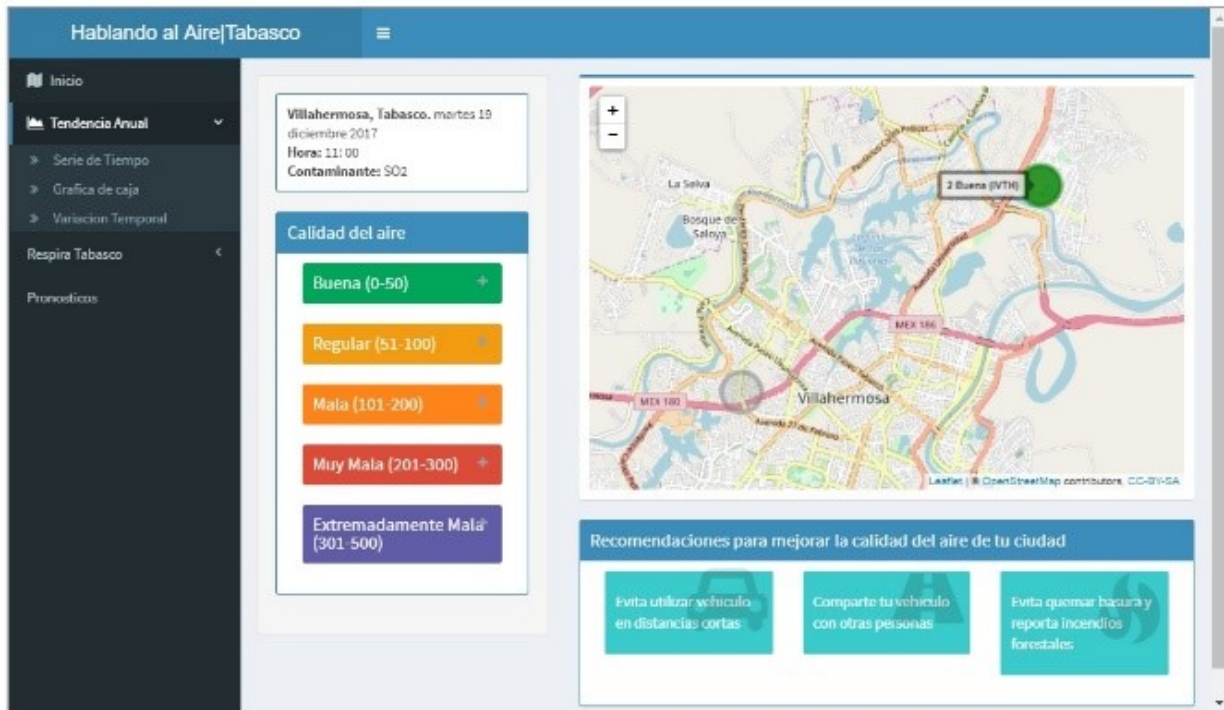 Hablando al Aire|Tabasco
Inicio
Tendencia Anual
Serie de Tiempo
Grafica de caja
Variacion Temporal
Respira Tabasco
Pronosticos
Villahermosa, Tabasco. martes 19
diciembre 2017
Hora: 11:00
Contaminante: SO2
Calidad del aire
Buena (0-50)
Regular (51-100)
Mala (101-200)
Muy Mala (201-300)
Extremadamente Mala
(301-500)
+
−
La Selva
Bosque de
Saloya
2 Buena (IVTH)
MEX 186
MEX 180
Villahermosa
Avenida 27 de Febrero
Leaflet | © OpenStreetMap contributors, CC-BY-SA
Recomendaciones para mejorar la calidad del aire de tu ciudad
Evita utilizar vehiculo
en distancias cortas
Comparte tu vehiculo
con otras personas
Evita quemar basura y
reporta incendios
forestales